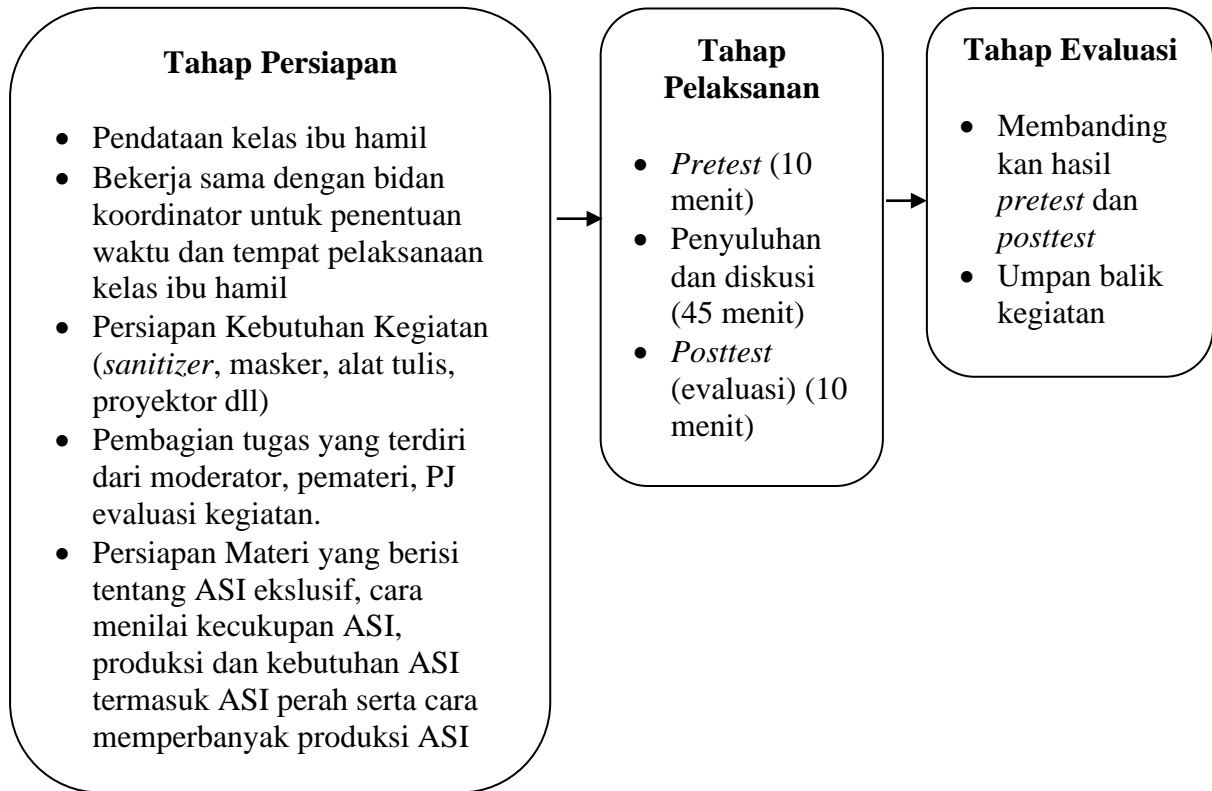 Tahap Persiapan
• Pendataan kelas ibu hamil
• Bekerja sama dengan bidan
koordinator untuk penentuan
waktu dan tempat pelaksanaan
kelas ibu hamil
• Persiapan Kebutuhan Kegiatan
(sanitizer, masker, alat tulis,
proyektor dll)
• Pembagian tugas yang terdiri
dari moderator, pemateri, PJ
evaluasi kegiatan.
• Persiapan Materi yang berisi
tentang ASI ekslusif, cara
menilai kecukupan ASI,
produksi dan kebutuhan ASI
termasuk ASI perah serta cara
memperbanyak produksi ASI
Tahap
Pelaksanan
• Pretest (10
menit)
• Penyuluhan
dan diskusi
(45 menit)
• Posttest
(evaluasi) (10
menit)
Tahap Evaluasi
• Membanding
kan hasil
pretest dan
posttest
• Umpan balik
kegiatan